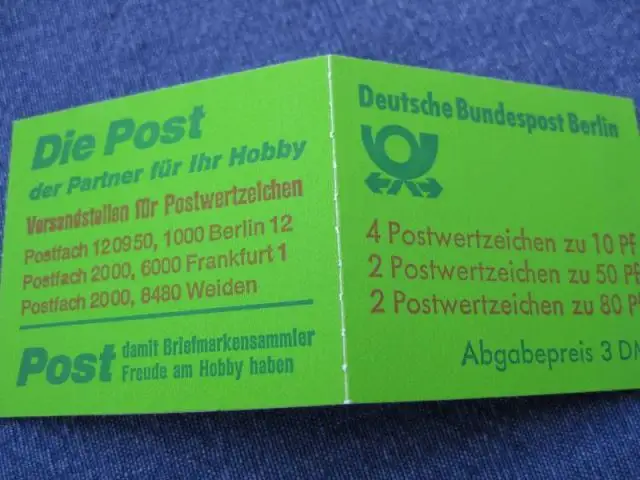 Die Post
der Partner für Ihr Hobby
Versandstellen für Postwertzeichen
Postfach 120950, 1000 Berlin 12
Postfach 2000, 6000 Frankfurt 1
Postfach 2000, 8480 Weiden
Post damit Briefmarkensammler
Freude am Hobby haben
Deutsche Bundespost Berlin
4 Postwertzeichen zu 10 Pf
2 Postwertzeichen zu 50 Pf
2 Postwertzeichen zu 80 P
Abgabepreis 3 DM